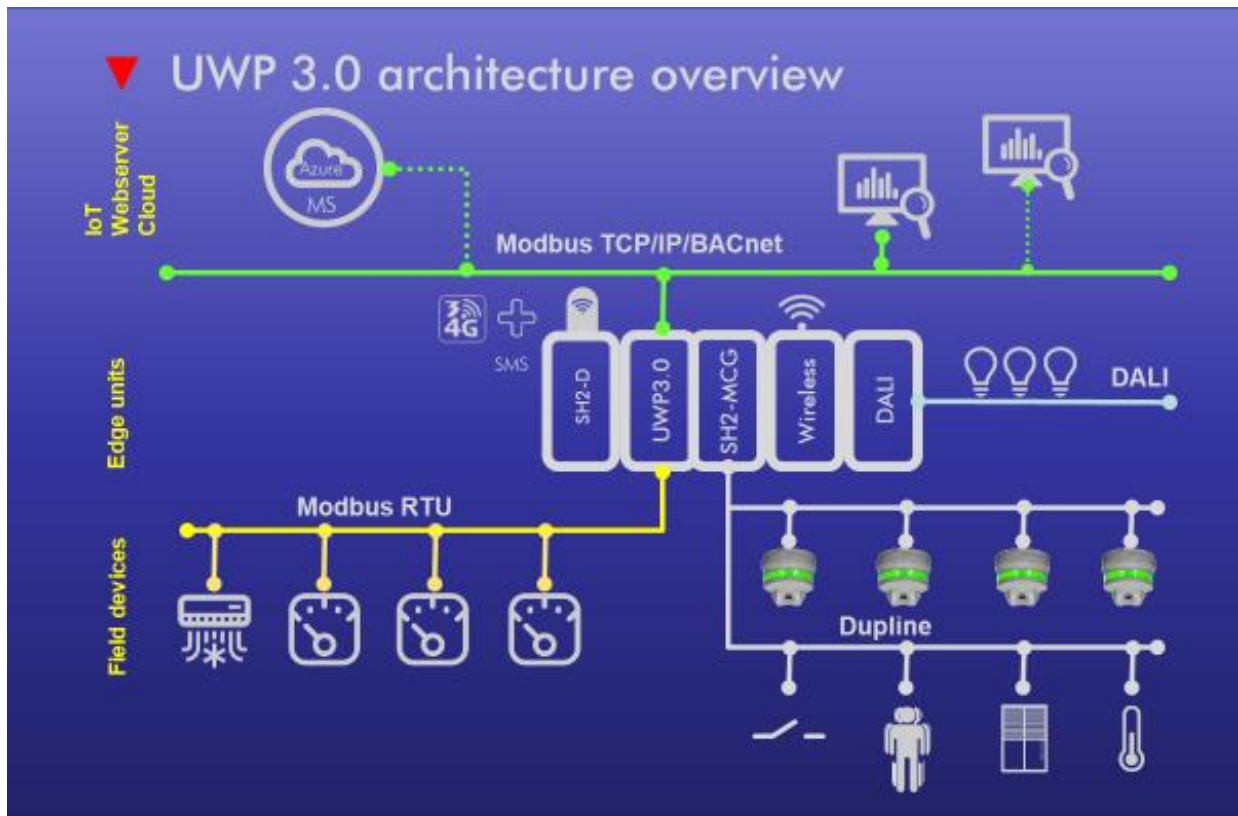 UWP 3.0 architecture overview
IoT
Webserver
Cloud
Azure
MS
Modbus TCP/IP/BACnet
3
4G
SMS
SH2-D
UWP3.0
SH2-MCG
Wireless
DALI
DALI
Edge units
Modbus RTU
Field devices
Dupline